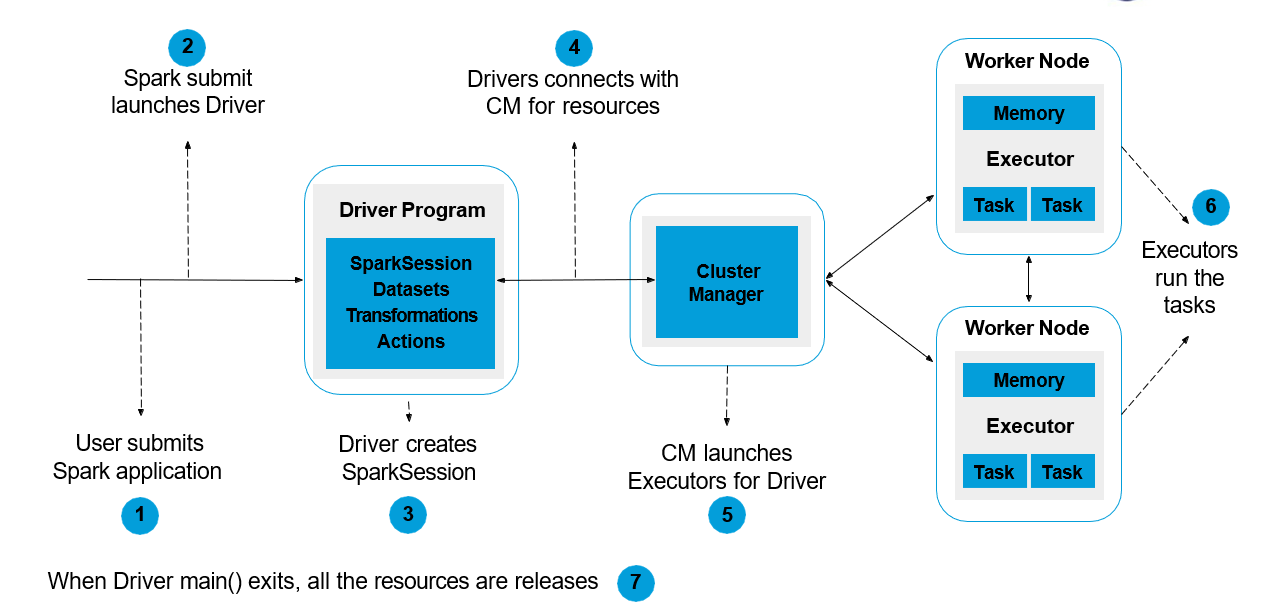 2
Spark submit
launches Driver
4
Drivers connects with
CM for resources
Driver Program
SparkSession
Datasets
Transformations
Actions
Cluster
Manager
Worker Node
Memory
Executor
Task Task
6
Executors
run the
tasks
Worker Node
Memory
Executor
Task Task
User submits
Spark application
1
Driver creates
SparkSession
3
CM launches
Executors for Driver
5
When Driver main() exits, all the resources are releases 7